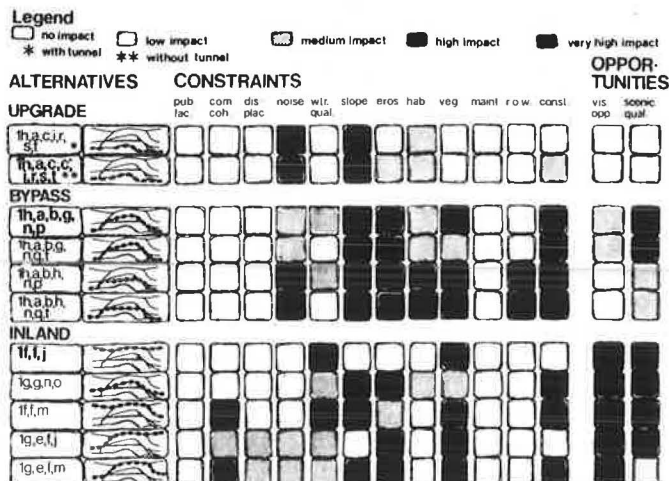 Legend
no impact low impact medium impact high impact very high impact
* with tunnel ** without tunnel
ALTERNATIVES CONSTRAINTS OPPOR-
TUNITIES
UPGRADE pub fac. com coh. dis plac noise wtr. qual. slope eros hab veg maint r o w. const. vis opp scenic qual.
1h,a,c,i,r,
s,t *
1h,a,c,c',
i,r,s,t **
BYPASS
1h,a,b,g,
n,p
1h,a,b,g,
n,q,t
1h,a,b,h,
n,p
1h,a,b,h,
n,q,t
INLAND
1f,f,j
1g,g,n,o
1f,f,m
1g,e,f,j
1g,e,f,m